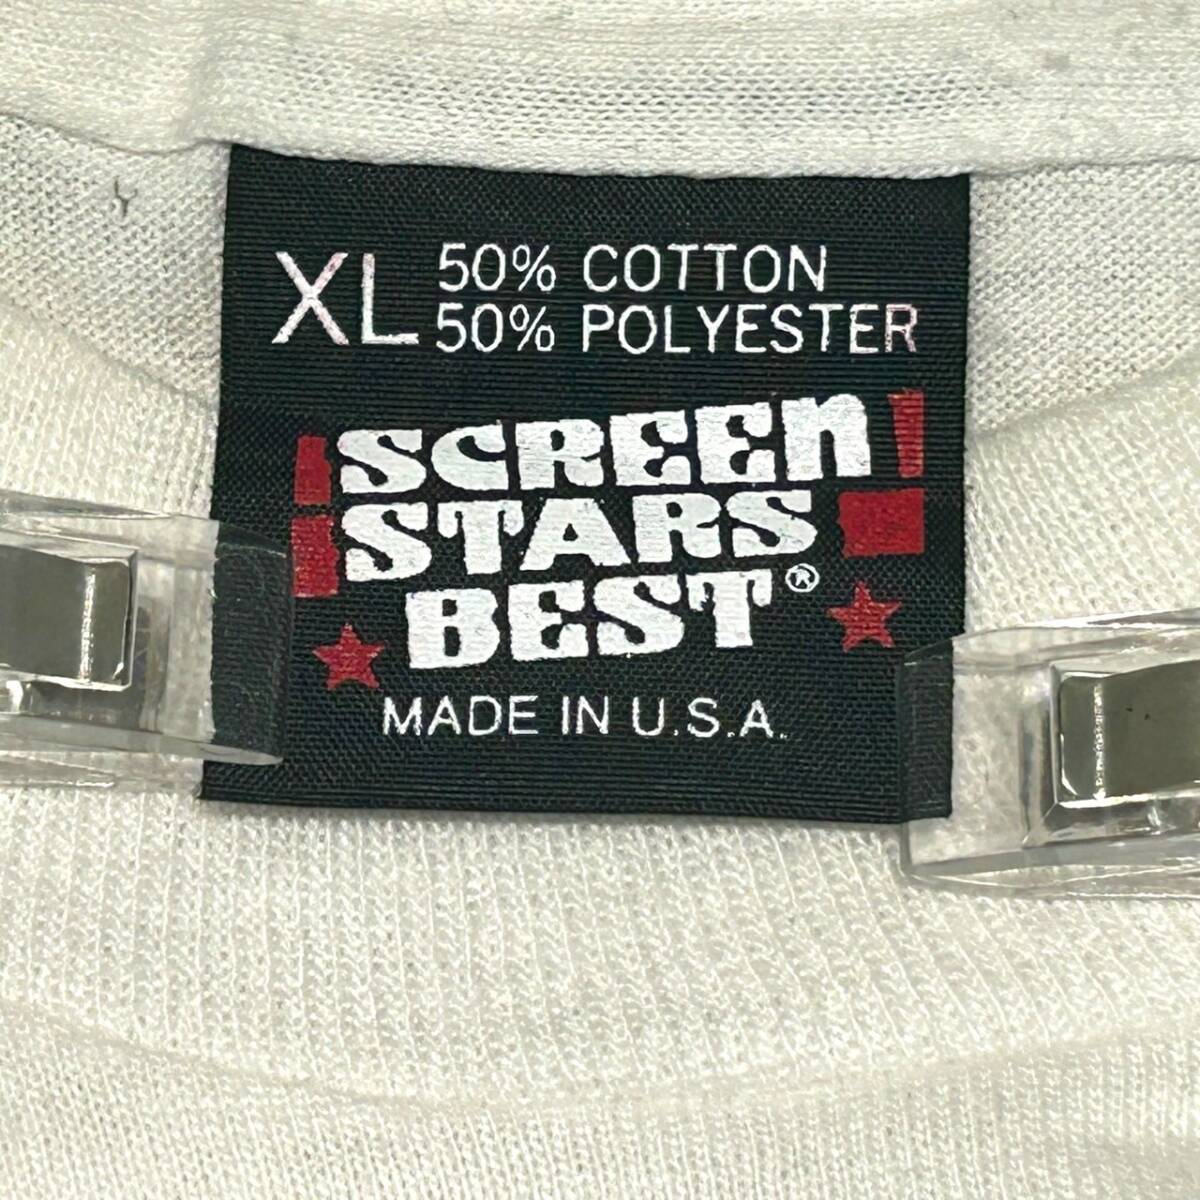 XL 50% COTTON
50% POLYESTER
SCREEN
STARS
BEST®
MADE IN U.S.A.